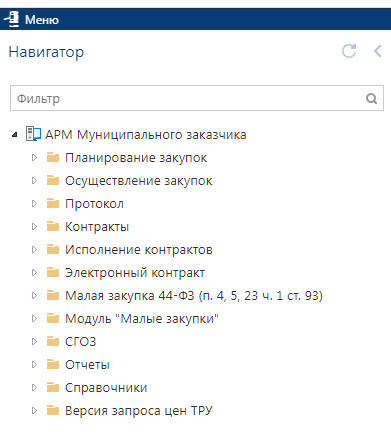 Меню
Навигатор
Фильтр
АРМ Муниципального заказчика
Планирование закупок
Осуществление закупок
Протокол
Контракты
Исполнение контрактов
Электронный контракт
Малая закупка 44-ФЗ (п. 4, 5, 23 ч. 1 ст. 93)
Модуль "Малые закупки"
СГОЗ
Отчеты
Справочники
Версия запроса цен ТРУ